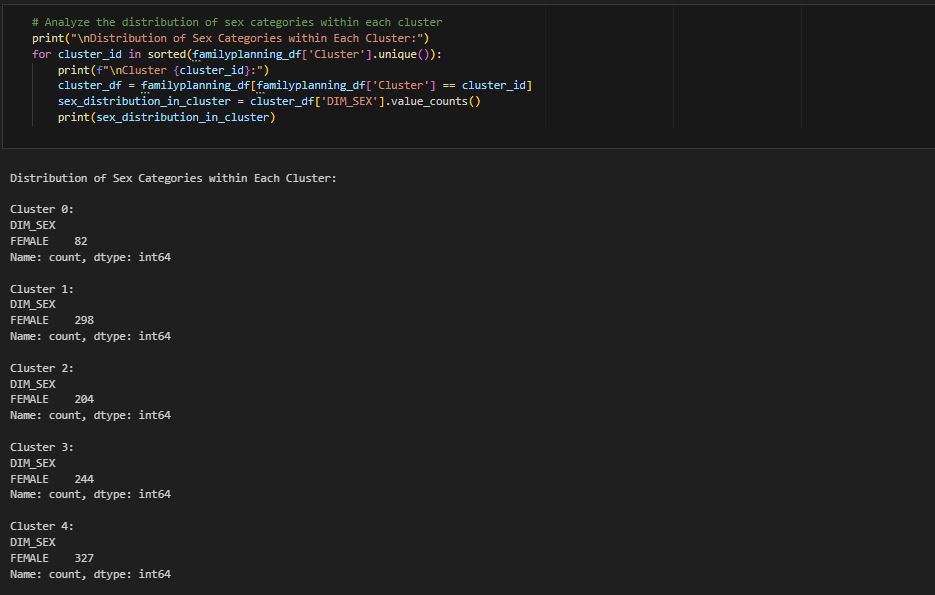 # Analyze the distribution of sex categories within each cluster
print("\nDistribution of Sex Categories within Each Cluster:")
for cluster_id in sorted(familyplanning_df['Cluster'].unique()):
    print(f"\nCluster {cluster_id}:")
    cluster_df = familyplanning_df[familyplanning_df['Cluster'] == cluster_id]
    sex_distribution_in_cluster = cluster_df['DIM_SEX'].value_counts()
    print(sex_distribution_in_cluster)
Distribution of Sex Categories within Each Cluster:
Cluster 0:
DIM_SEX
FEMALE    82
Name: count, dtype: int64
Cluster 1:
DIM_SEX
FEMALE    298
Name: count, dtype: int64
Cluster 2:
DIM_SEX
FEMALE    204
Name: count, dtype: int64
Cluster 3:
DIM_SEX
FEMALE    244
Name: count, dtype: int64
Cluster 4:
DIM_SEX
FEMALE    327
Name: count, dtype: int64